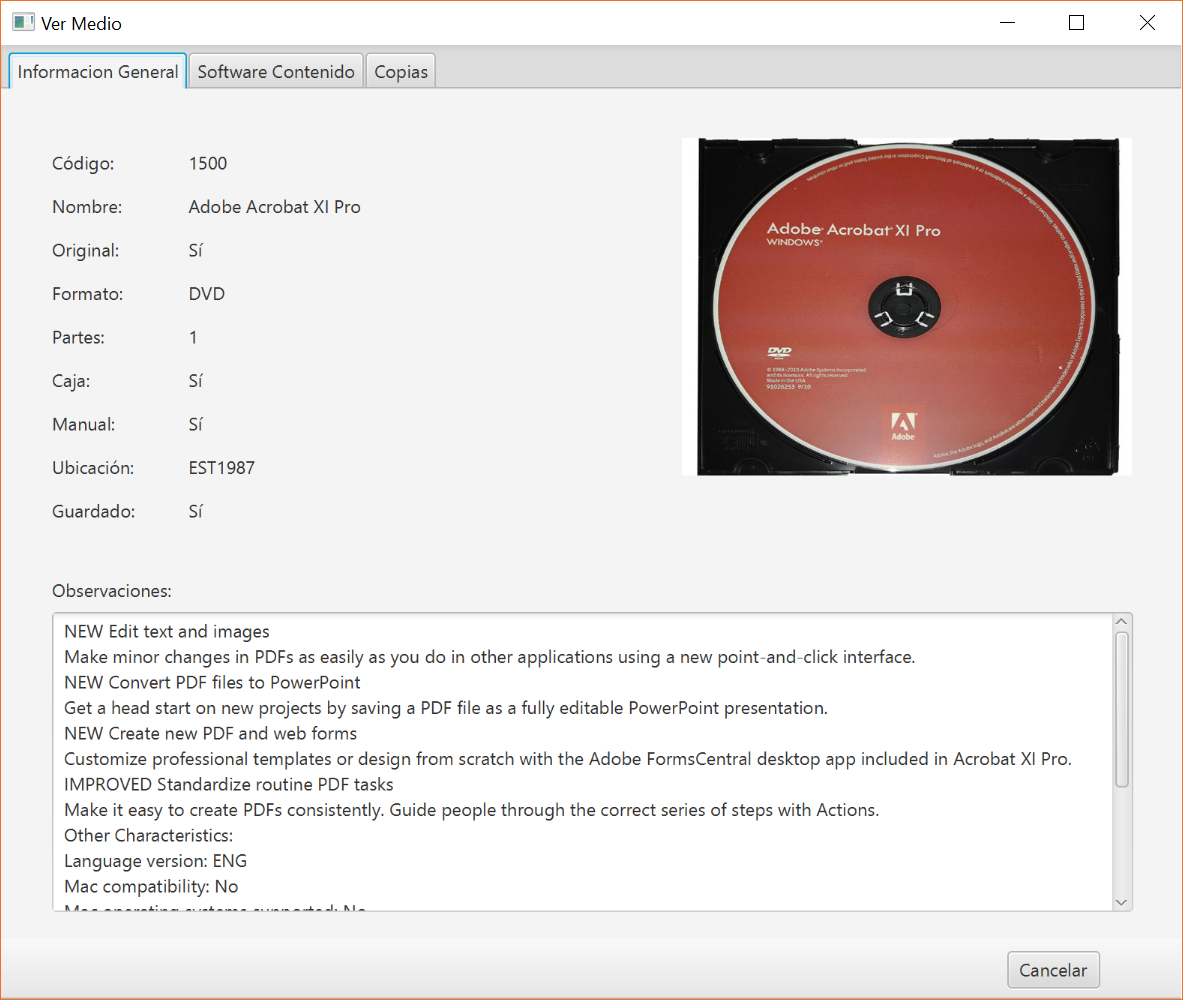 Ver Medio
Informacion General
Software Contenido
Copias
Código: 1500
Nombre: Adobe Acrobat XI Pro
Original: Sí
Formato: DVD
Partes: 1
Caja: Sí
Manual: Sí
Ubicación: EST1987
Guardado: Sí
Adobe® Acrobat® XI Pro
WINDOWS®
DVD
© 1984-2010 Adobe Systems Incorporated
and its licensors. All rights reserved
Made in the USA
91026253 9/10
Adobe
Observaciones:
NEW Edit text and images
Make minor changes in PDFs as easily as you do in other applications using a new point-and-click interface.
NEW Convert PDF files to PowerPoint
Get a head start on new projects by saving a PDF file as a fully editable PowerPoint presentation.
NEW Create new PDF and web forms
Customize professional templates or design from scratch with the Adobe FormsCentral desktop app included in Acrobat XI Pro.
IMPROVED Standardize routine PDF tasks
Make it easy to create PDFs consistently. Guide people through the correct series of steps with Actions.
Other Characteristics:
Language version: ENG
Mac compatibility: No
Mac operating systems supported: No
Cancelar